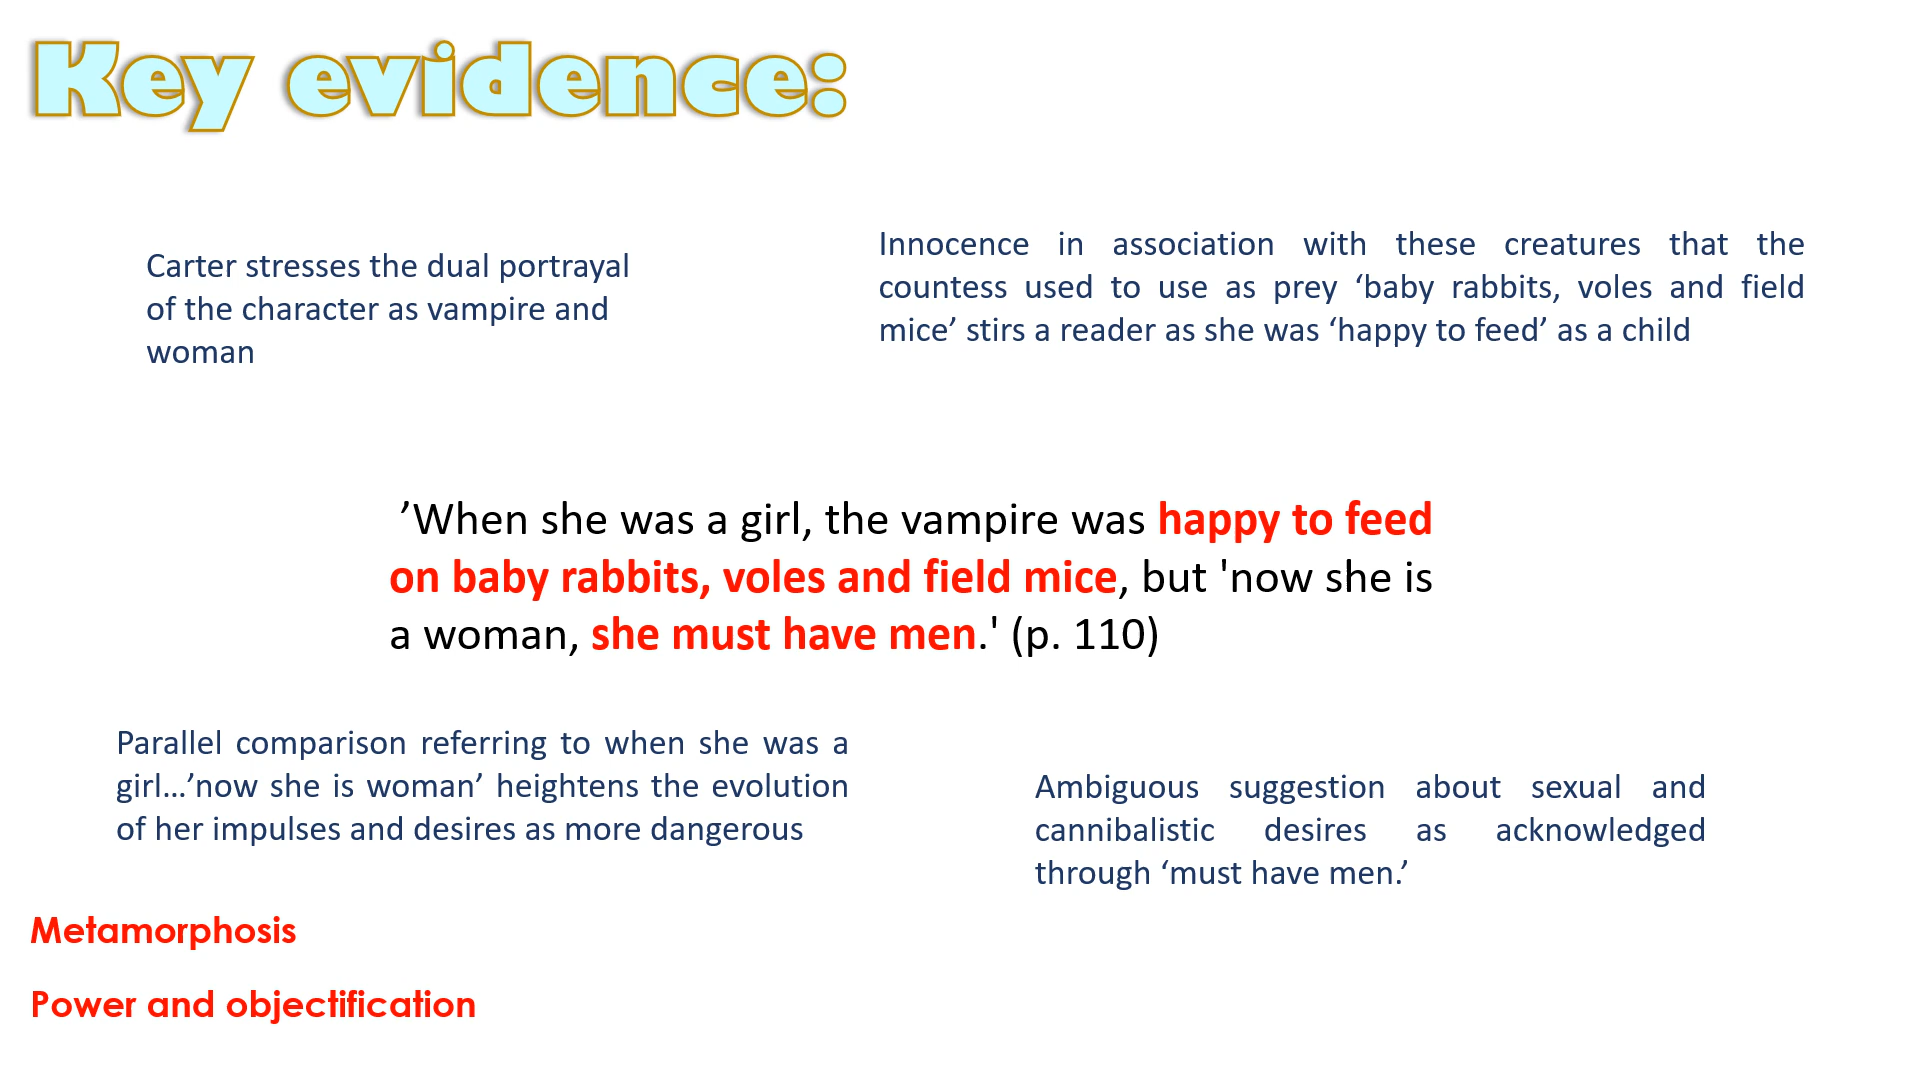 Key evidence:
Carter stresses the dual portrayal
of the character as vampire and
woman
Innocence in association with these creatures that the
countess used to use as prey ‘baby rabbits, voles and field
mice’ stirs a reader as she was ‘happy to feed’ as a child
’When she was a girl, the vampire was happy to feed
on baby rabbits, voles and field mice, but 'now she is
a woman, she must have men.' (p. 110)
Parallel comparison referring to when she was a
girl…’now she is woman’ heightens the evolution
of her impulses and desires as more dangerous
Ambiguous suggestion about sexual and
cannibalistic desires as acknowledged
through ‘must have men.’
Metamorphosis
Power and objectification